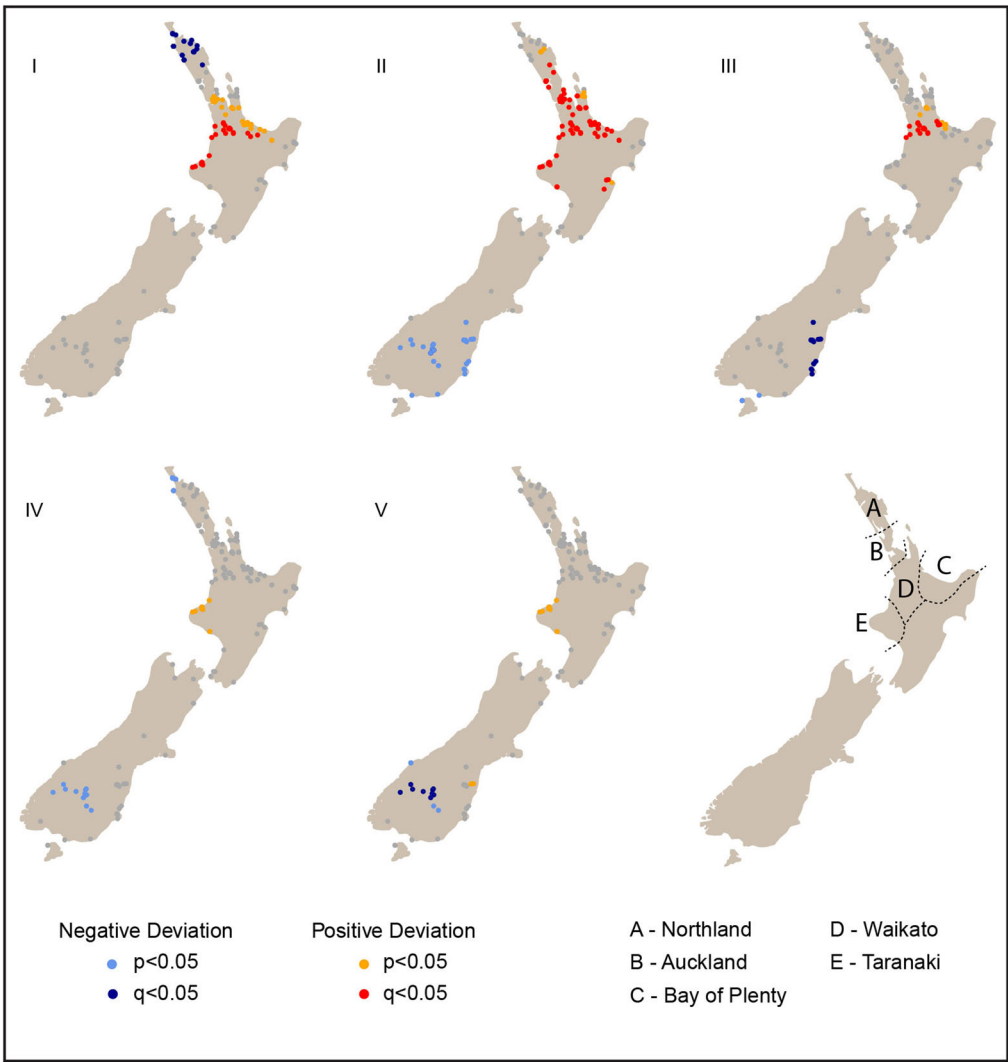 I II III
IV V
A
B
C
D
E
Negative Deviation Positive Deviation
p<0.05 p<0.05
q<0.05 q<0.05
A - Northland D - Waikato
B - Auckland E - Taranaki
C - Bay of Plenty